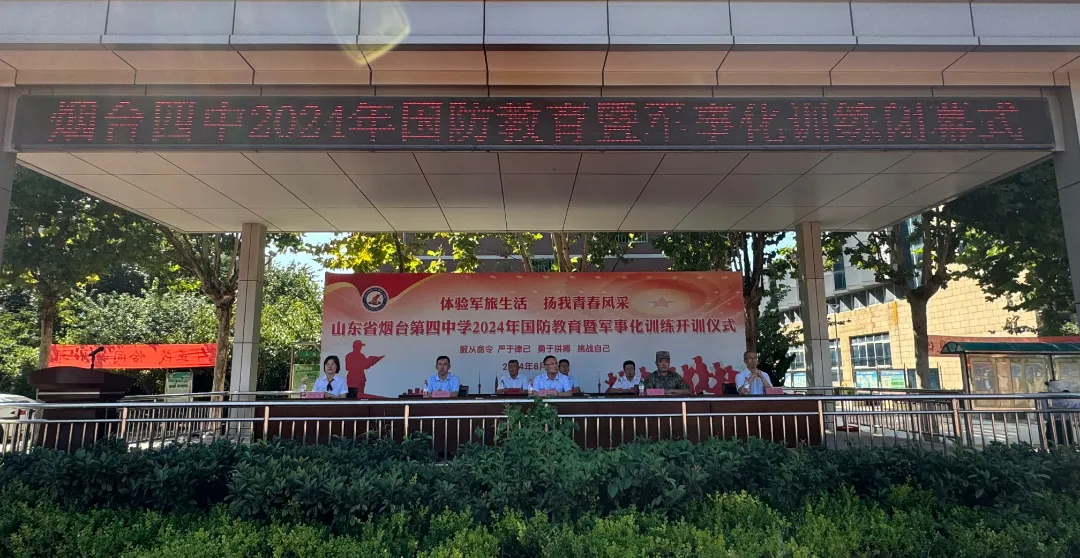 烟台四中2024年国防教育暨军事化训练闭幕式
体验军旅生活 扬我青春风采
山东省烟台第四中学2024年国防教育暨军事化训练开训仪式
服从命令 严于律己 勇于拼搏 挑战自己